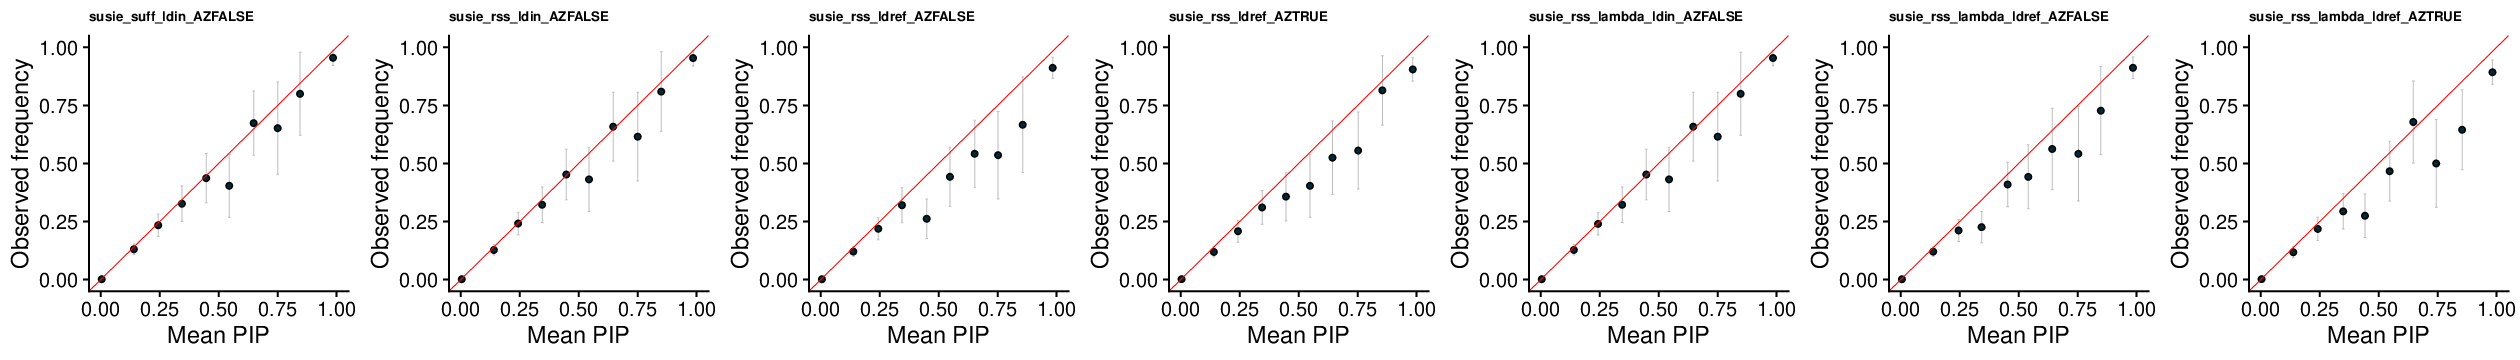 susie_suff_ldin_AZFALSE
1.00
0.75
0.50
0.25
0.00
Observed frequency
0.00 0.25 0.50 0.75 1.00
Mean PIP
susie_rss_ldin_AZFALSE
1.00
0.75
0.50
0.25
0.00
Observed frequency
0.00 0.25 0.50 0.75 1.00
Mean PIP
susie_rss_ldref_AZFALSE
1.00
0.75
0.50
0.25
0.00
Observed frequency
0.00 0.25 0.50 0.75 1.00
Mean PIP
susie_rss_ldref_AZTRUE
1.00
0.75
0.50
0.25
0.00
Observed frequency
0.00 0.25 0.50 0.75 1.00
Mean PIP
susie_rss_lambda_ldin_AZFALSE
1.00
0.75
0.50
0.25
0.00
Observed frequency
0.00 0.25 0.50 0.75 1.00
Mean PIP
susie_rss_lambda_ldref_AZFALSE
1.00
0.75
0.50
0.25
0.00
Observed frequency
0.00 0.25 0.50 0.75 1.00
Mean PIP
susie_rss_lambda_ldref_AZTRUE
1.00
0.75
0.50
0.25
0.00
Observed frequency
0.00 0.25 0.50 0.75 1.00
Mean PIP